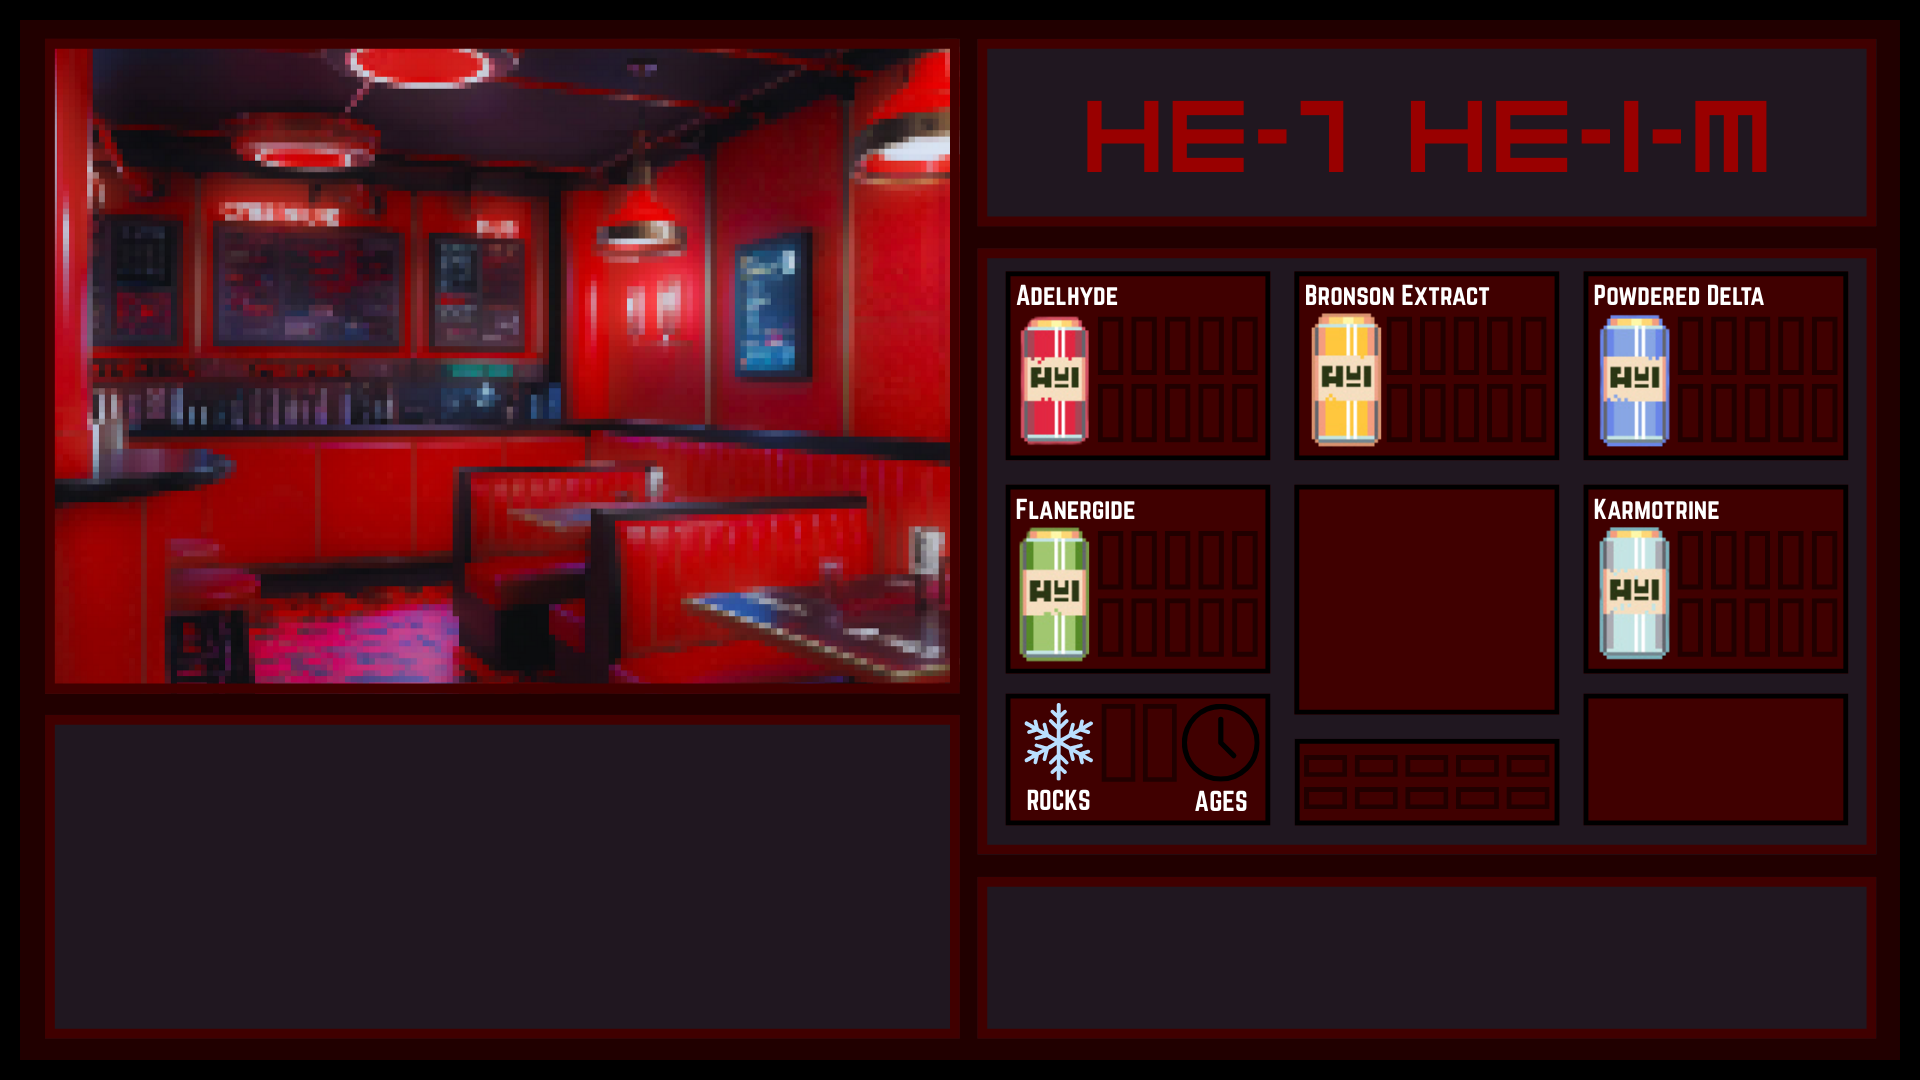 HE-7 HE-I-M
ADELHYDE
BRONSON EXTRACT
POWDERED DELTA
FLANERGIDE
KARMOTRINE
ROCKS
AGES